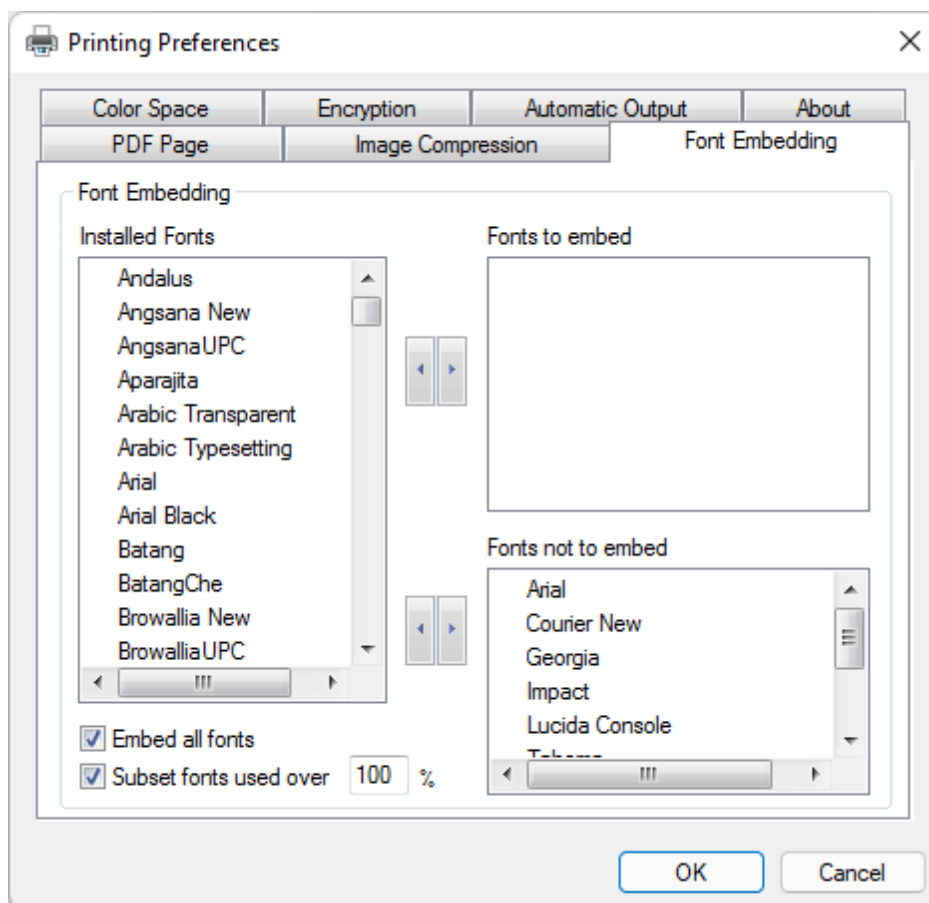 Printing Preferences
Color Space Encryption Automatic Output About
PDF Page Image Compression Font Embedding
Font Embedding
Installed Fonts
Andalus
Angsana New
AngsanaUPC
Aparajita
Arabic Transparent
Arabic Typesetting
Arial
Arial Black
Batang
BatangChe
Browallia New
BrowalliaUPC
Embed all fonts
Subset fonts used over 100 %
Fonts to embed
Fonts not to embed
Arial
Courier New
Georgia
Impact
Lucida Console
OK Cancel